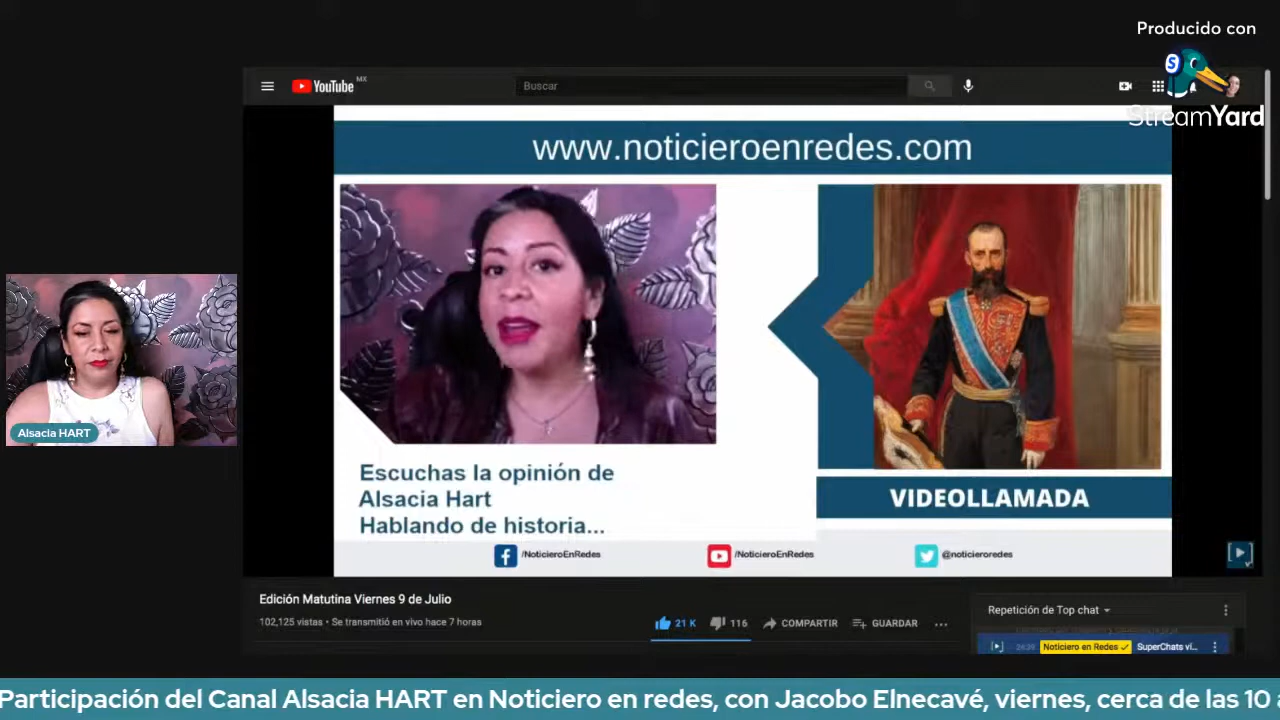 Producido con
StreamYard
YouTube MX
Buscar
www.noticieroenredes.com
Escuchas la opinión de
Alsacia Hart
Hablando de historia...
VIDEOLLAMADA
/NoticieroEnRedes
/NoticieroEnRedes
@noticieroredes
Alsacia HART
Edición Matutina Viernes 9 de Julio
102,125 vistas • Se transmitió en vivo hace 7 horas
21 K
116
COMPARTIR
GUARDAR
Repetición de Top chat
Noticiero en Redes
SuperChats ví...
Participación del Canal Alsacia HART en Noticiero en redes, con Jacobo Elnecavé, viernes, cerca de las 10 a